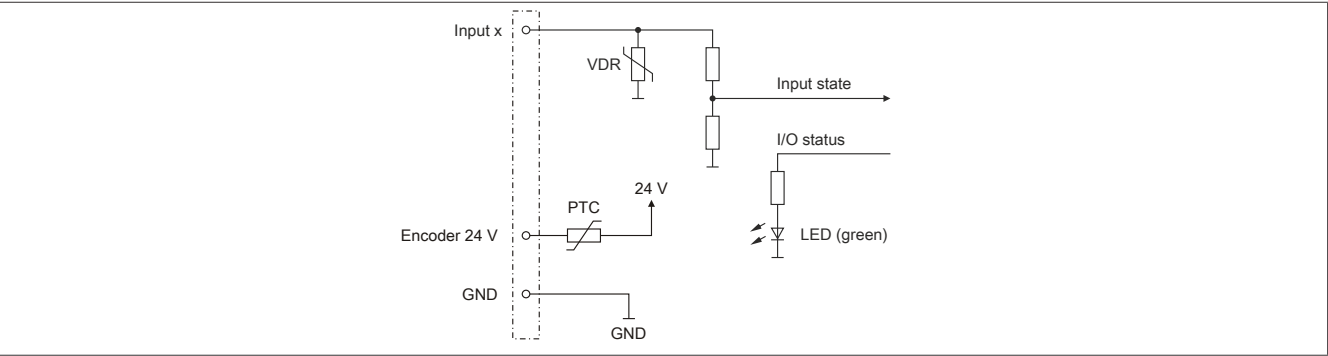 Input x
VDR
Input state
I/O status
24 V
PTC
Encoder 24 V
LED (green)
GND
GND